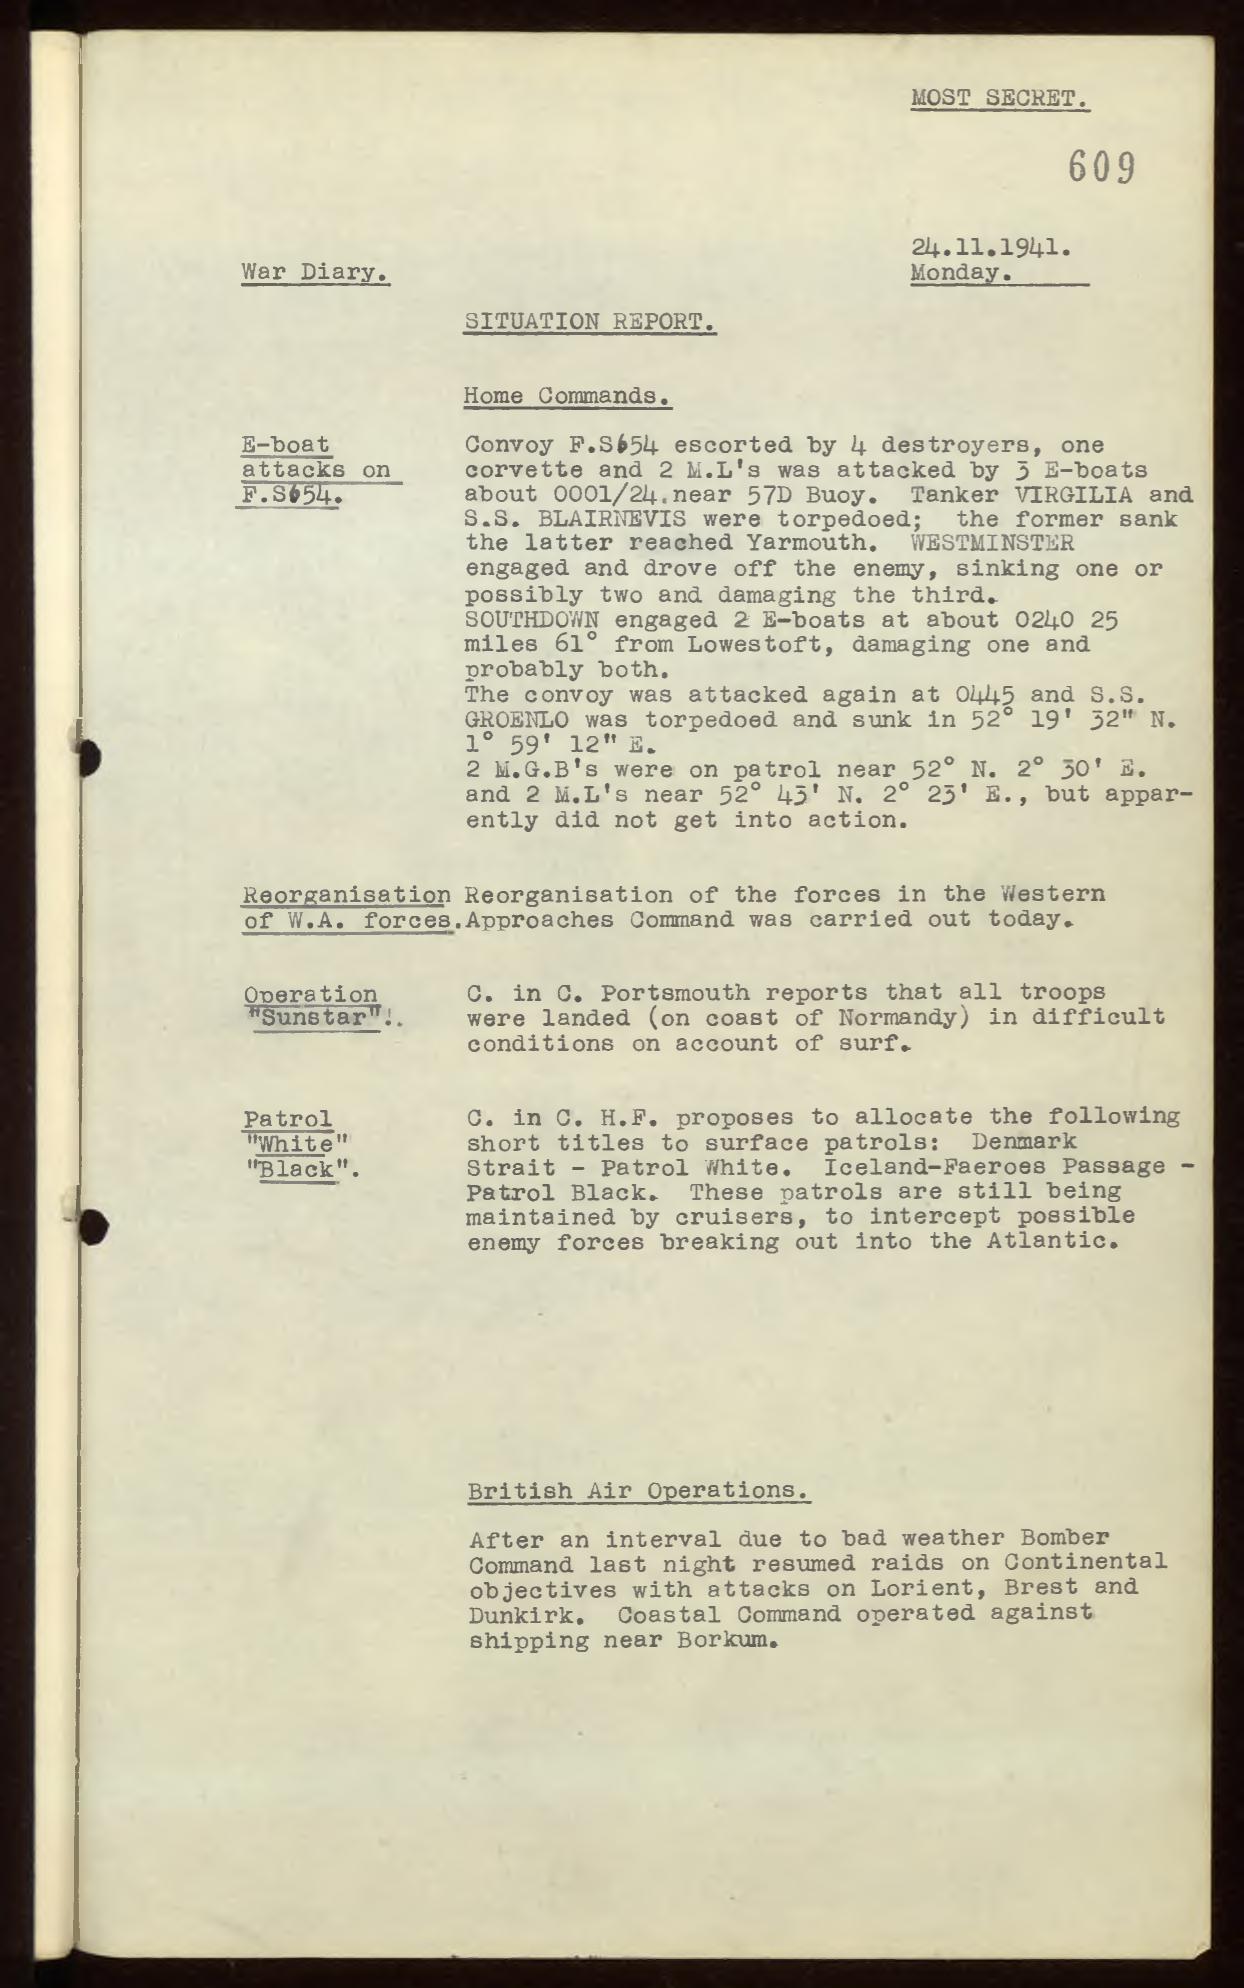 MOST SECRET.
609
24.11.1941.
War Diary.
Monday.
SITUATION REPORT.
Home Commands.
E-boat
attacks on
F.S654.
Convoy F.S654 escorted by 4 destroyers, one
corvette and 2 M.L's was attacked by 3 E-boats
about 0001/24.near 57D Buoy. Tanker VIRGILIA and
S.S. BLAIRNEVIS were torpedoed; the former sank
the latter reached Yarmouth. WESTMINSTER
engaged and drove off the enemy, sinking one or
possibly two and damaging the third.
SOUTHDOWN engaged 2 E-boats at about 0240 25
miles 61° from Lowestoft, damaging one and
probably both.
The convoy was attacked again at 0445 and S.S.
GROENLO was torpedoed and sunk in 52° 19' 32" N.
1° 59' 12" E.
2 M.G.B's were on patrol near 52° N. 2° 30' E.
and 2 M.L's near 52° 43' N. 2° 23' E., but appar-
ently did not get into action.
Reorganisation
of W.A. forces.
Reorganisation of the forces in the Western
Approaches Command was carried out today.
Operation
"Sunstar"!.
C. in C. Portsmouth reports that all troops
were landed (on coast of Normandy) in difficult
conditions on account of surf.
Patrol
"White"
"Black".
C. in C. H.F. proposes to allocate the following
short titles to surface patrols: Denmark
Strait - Patrol White. Iceland-Faeroes Passage -
Patrol Black. These patrols are still being
maintained by cruisers, to intercept possible
enemy forces breaking out into the Atlantic.
British Air Operations.
After an interval due to bad weather Bomber
Command last night resumed raids on Continental
objectives with attacks on Lorient, Brest and
Dunkirk. Coastal Command operated against
shipping near Borkum.